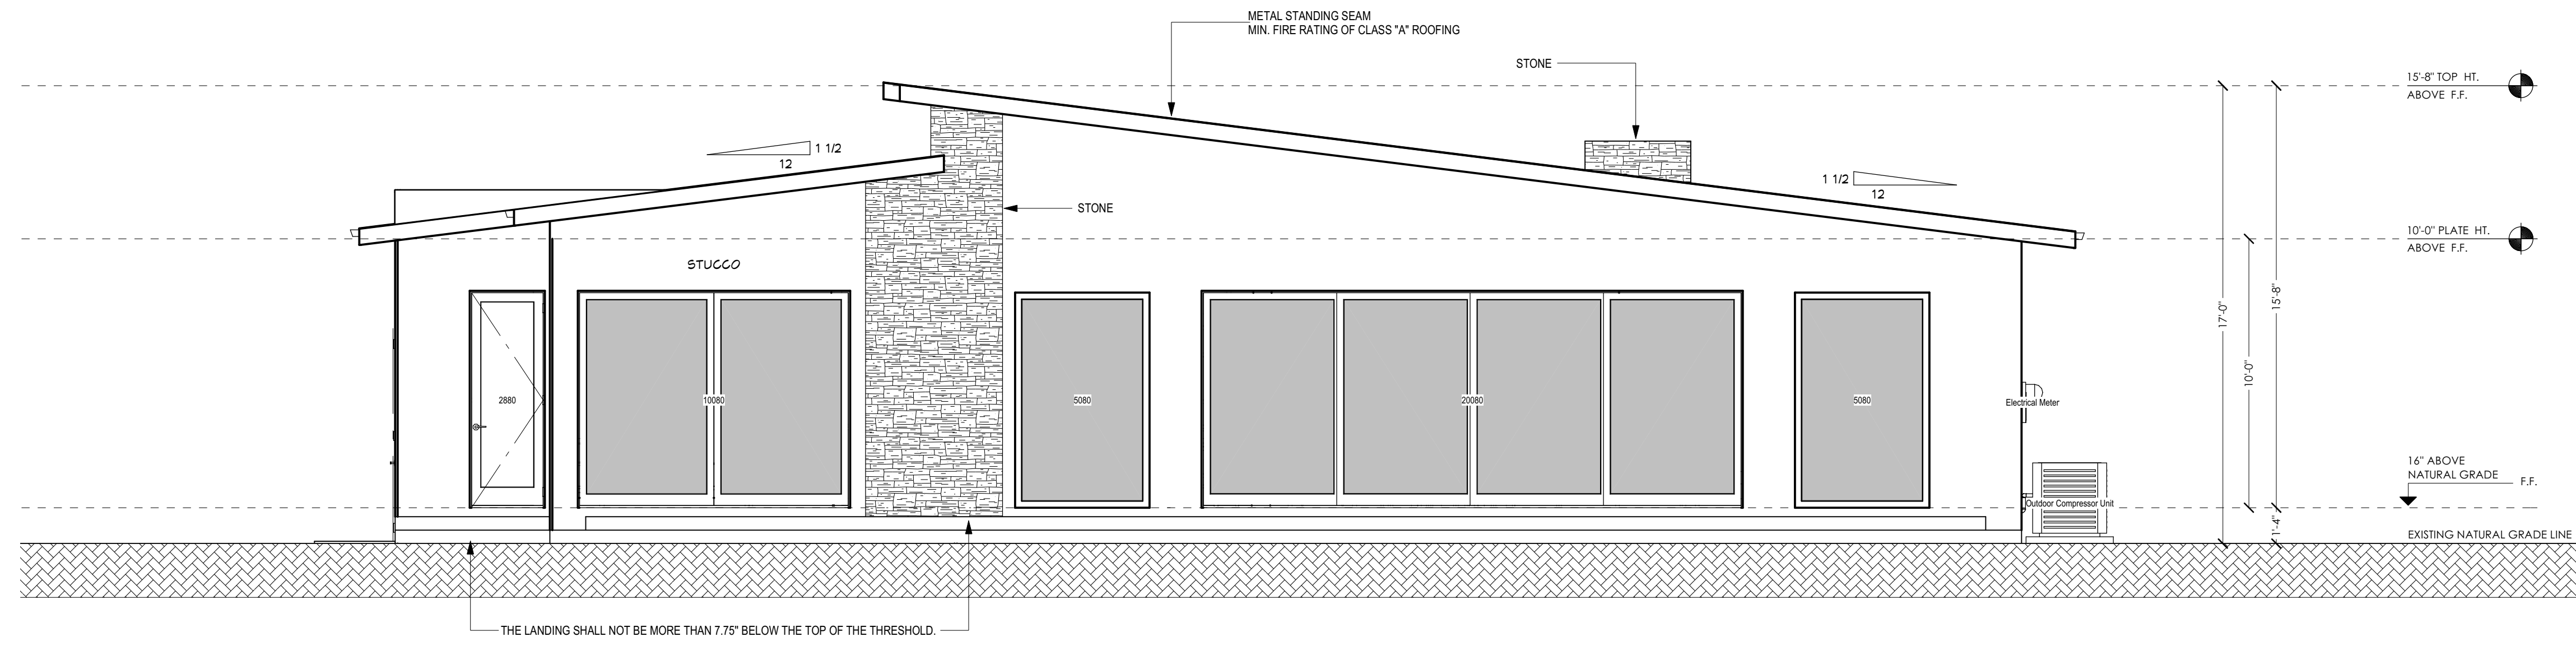 METAL STANDING SEAM
MIN. FIRE RATING OF CLASS "A" ROOFING
STONE
15'-8" TOP HT.
ABOVE F.F.
1 1/2
12
1 1/2
12
STONE
10'-0" PLATE HT.
ABOVE F.F.
STUCCO
17'-0"
15'-8"
10'-0"
2880
10080
5080
20080
5080
Electrical Meter
16" ABOVE
NATURAL GRADE
F.F.
Outdoor Compressor Unit
1'-4"
EXISTING NATURAL GRADE LINE
THE LANDING SHALL NOT BE MORE THAN 7.75" BELOW THE TOP OF THE THRESHOLD.